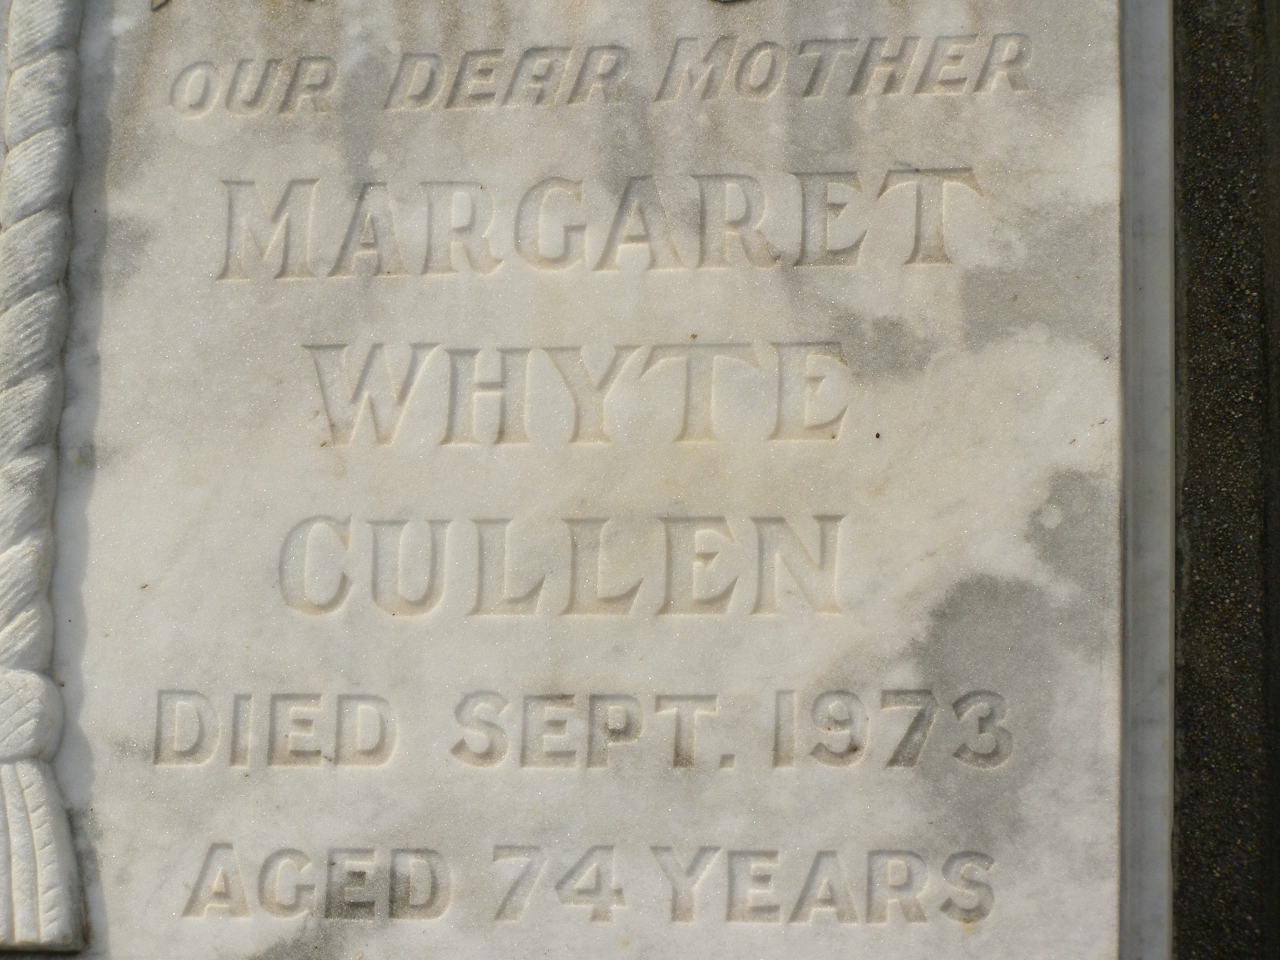 OUR DEAR MOTHER
MARGARET
WHYTE
CULLEN
DIED SEPT. 1973
AGED 74 YEARS